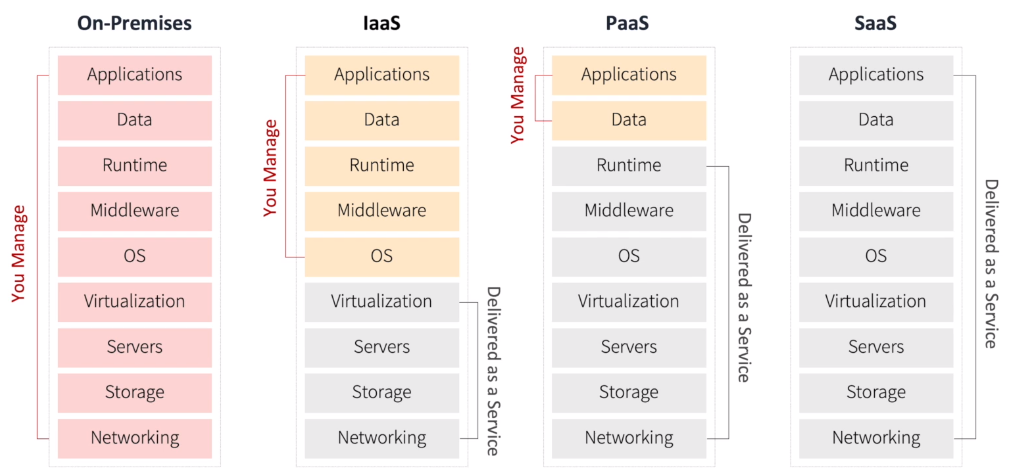 On-Premises
You Manage
Applications
Data
Runtime
Middleware
OS
Virtualization
Servers
Storage
Networking
IaaS
You Manage
Applications
Data
Runtime
Middleware
OS
Virtualization
Servers
Storage
Networking
Delivered as a Service
PaaS
You Manage
Applications
Data
Runtime
Middleware
OS
Virtualization
Servers
Storage
Networking
Delivered as a Service
SaaS
Applications
Data
Runtime
Middleware
OS
Virtualization
Servers
Storage
Networking
Delivered as a Service